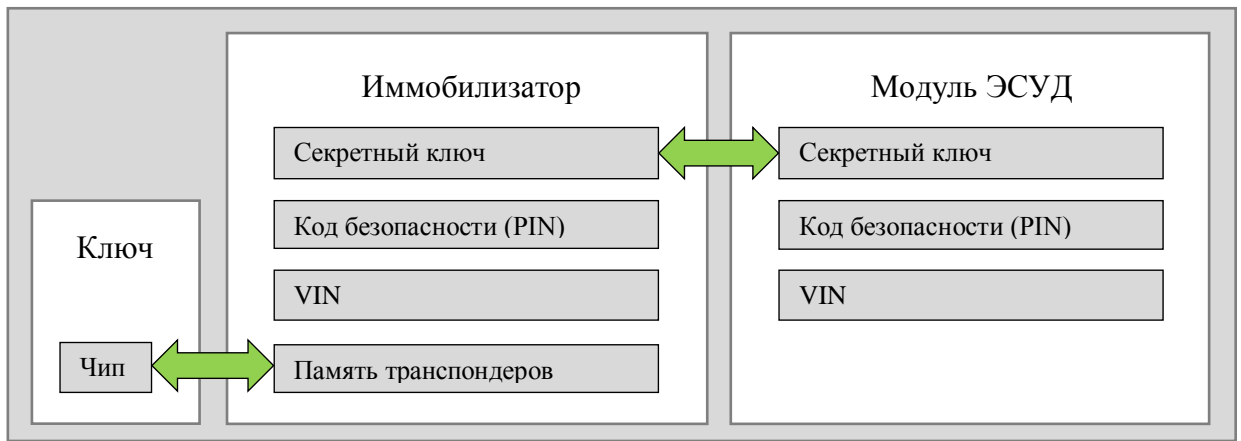 Иммобилизатор
Секретный ключ
Код безопасности (PIN)
VIN
Память транспондеров
Модуль ЭСУД
Секретный ключ
Код безопасности (PIN)
VIN
Ключ
Чип